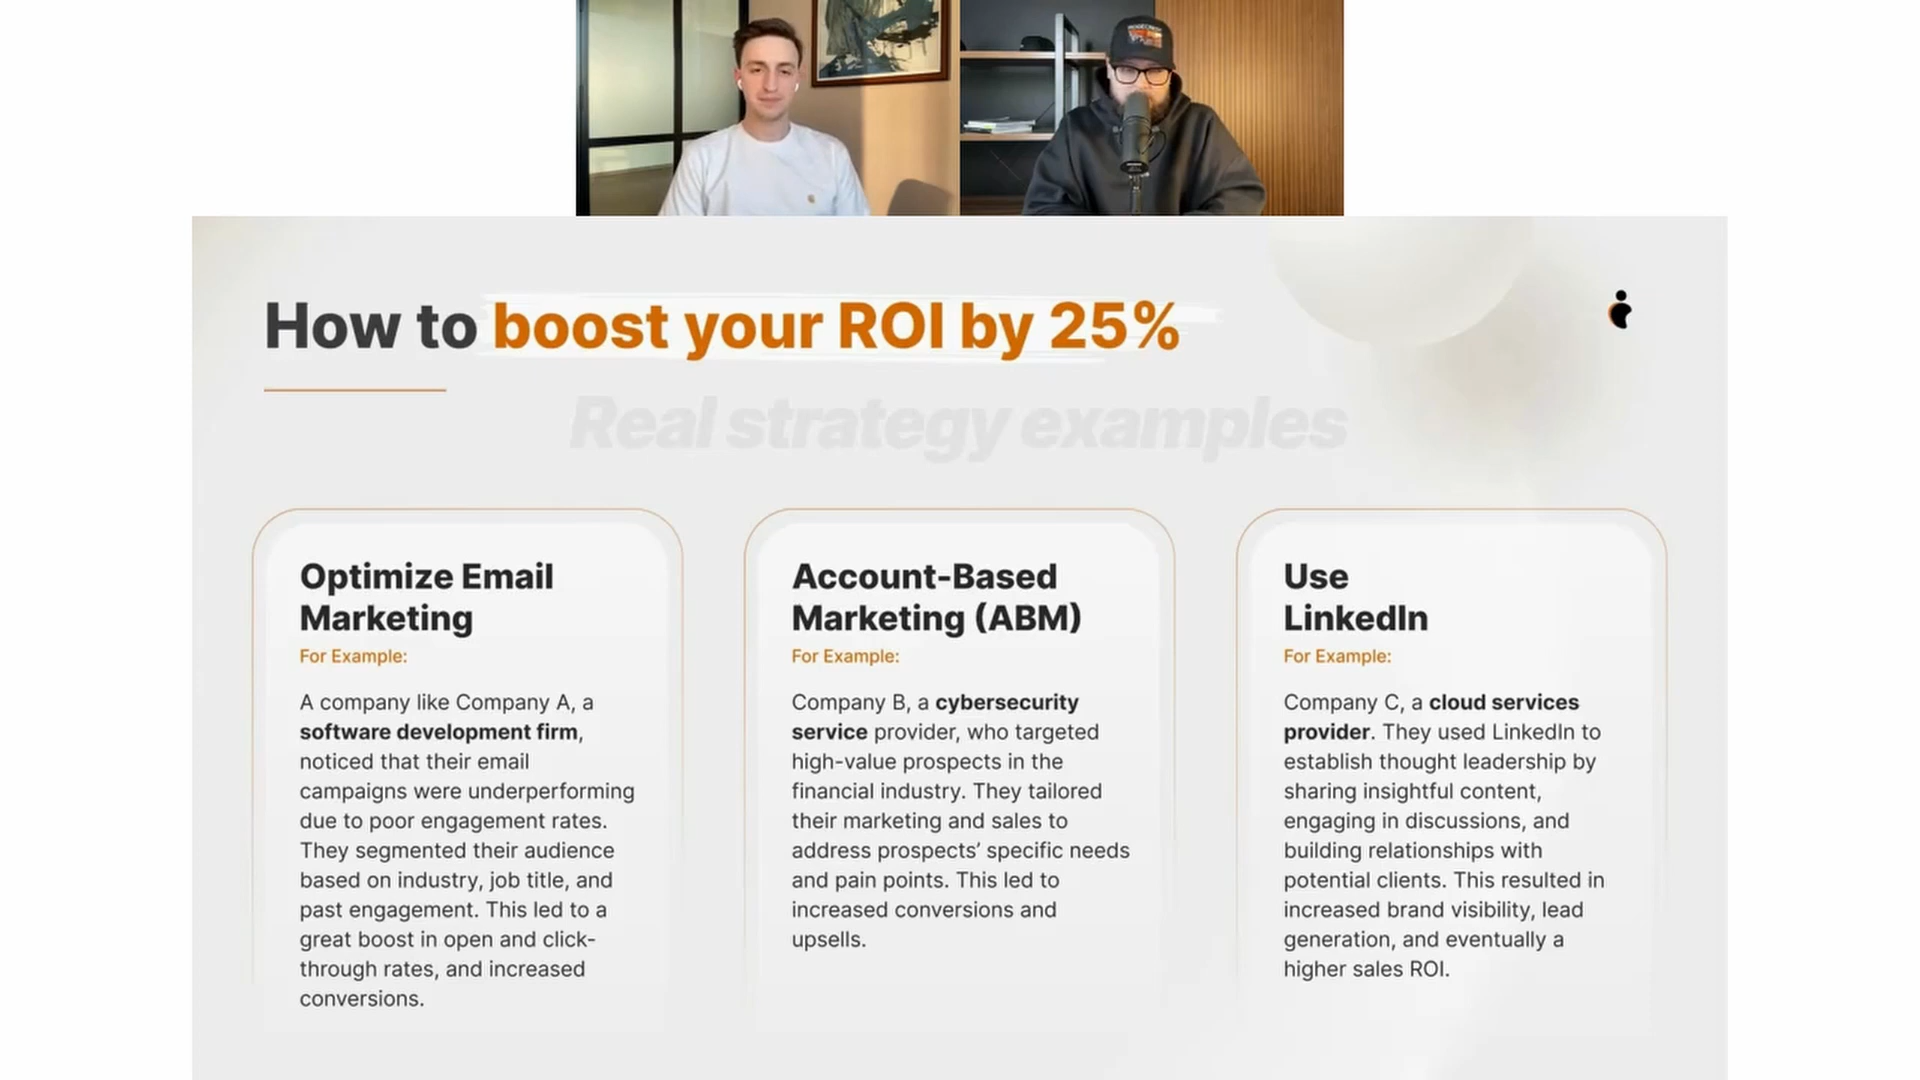 How to boost your ROI by 25%
Real strategy examples
Optimize Email
Marketing
For Example:
A company like Company A, a
software development firm,
noticed that their email
campaigns were underperforming
due to poor engagement rates.
They segmented their audience
based on industry, job title, and
past engagement. This led to a
great boost in open and click-
through rates, and increased
conversions.
Account-Based
Marketing (ABM)
For Example:
Company B, a cybersecurity
service provider, who targeted
high-value prospects in the
financial industry. They tailored
their marketing and sales to
address prospects’ specific needs
and pain points. This led to
increased conversions and
upsells.
Use
LinkedIn
For Example:
Company C, a cloud services
provider. They used LinkedIn to
establish thought leadership by
sharing insightful content,
engaging in discussions, and
building relationships with
potential clients. This resulted in
increased brand visibility, lead
generation, and eventually a
higher sales ROI.